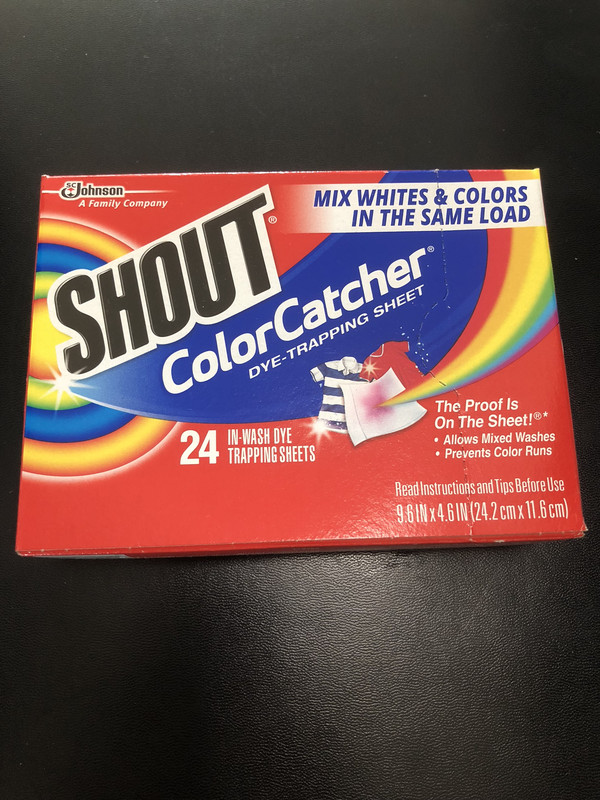 SC Johnson
A Family Company
MIX WHITES & COLORS
IN THE SAME LOAD
SHOUT®
ColorCatcher®
DYE-TRAPPING SHEET
24 IN-WASH DYE
TRAPPING SHEETS
The Proof Is
On The Sheet!®*
• Allows Mixed Washes
• Prevents Color Runs
Read Instructions and Tips Before Use
9.6 IN x 4.6 IN (24.2 cm x 11.6 cm)